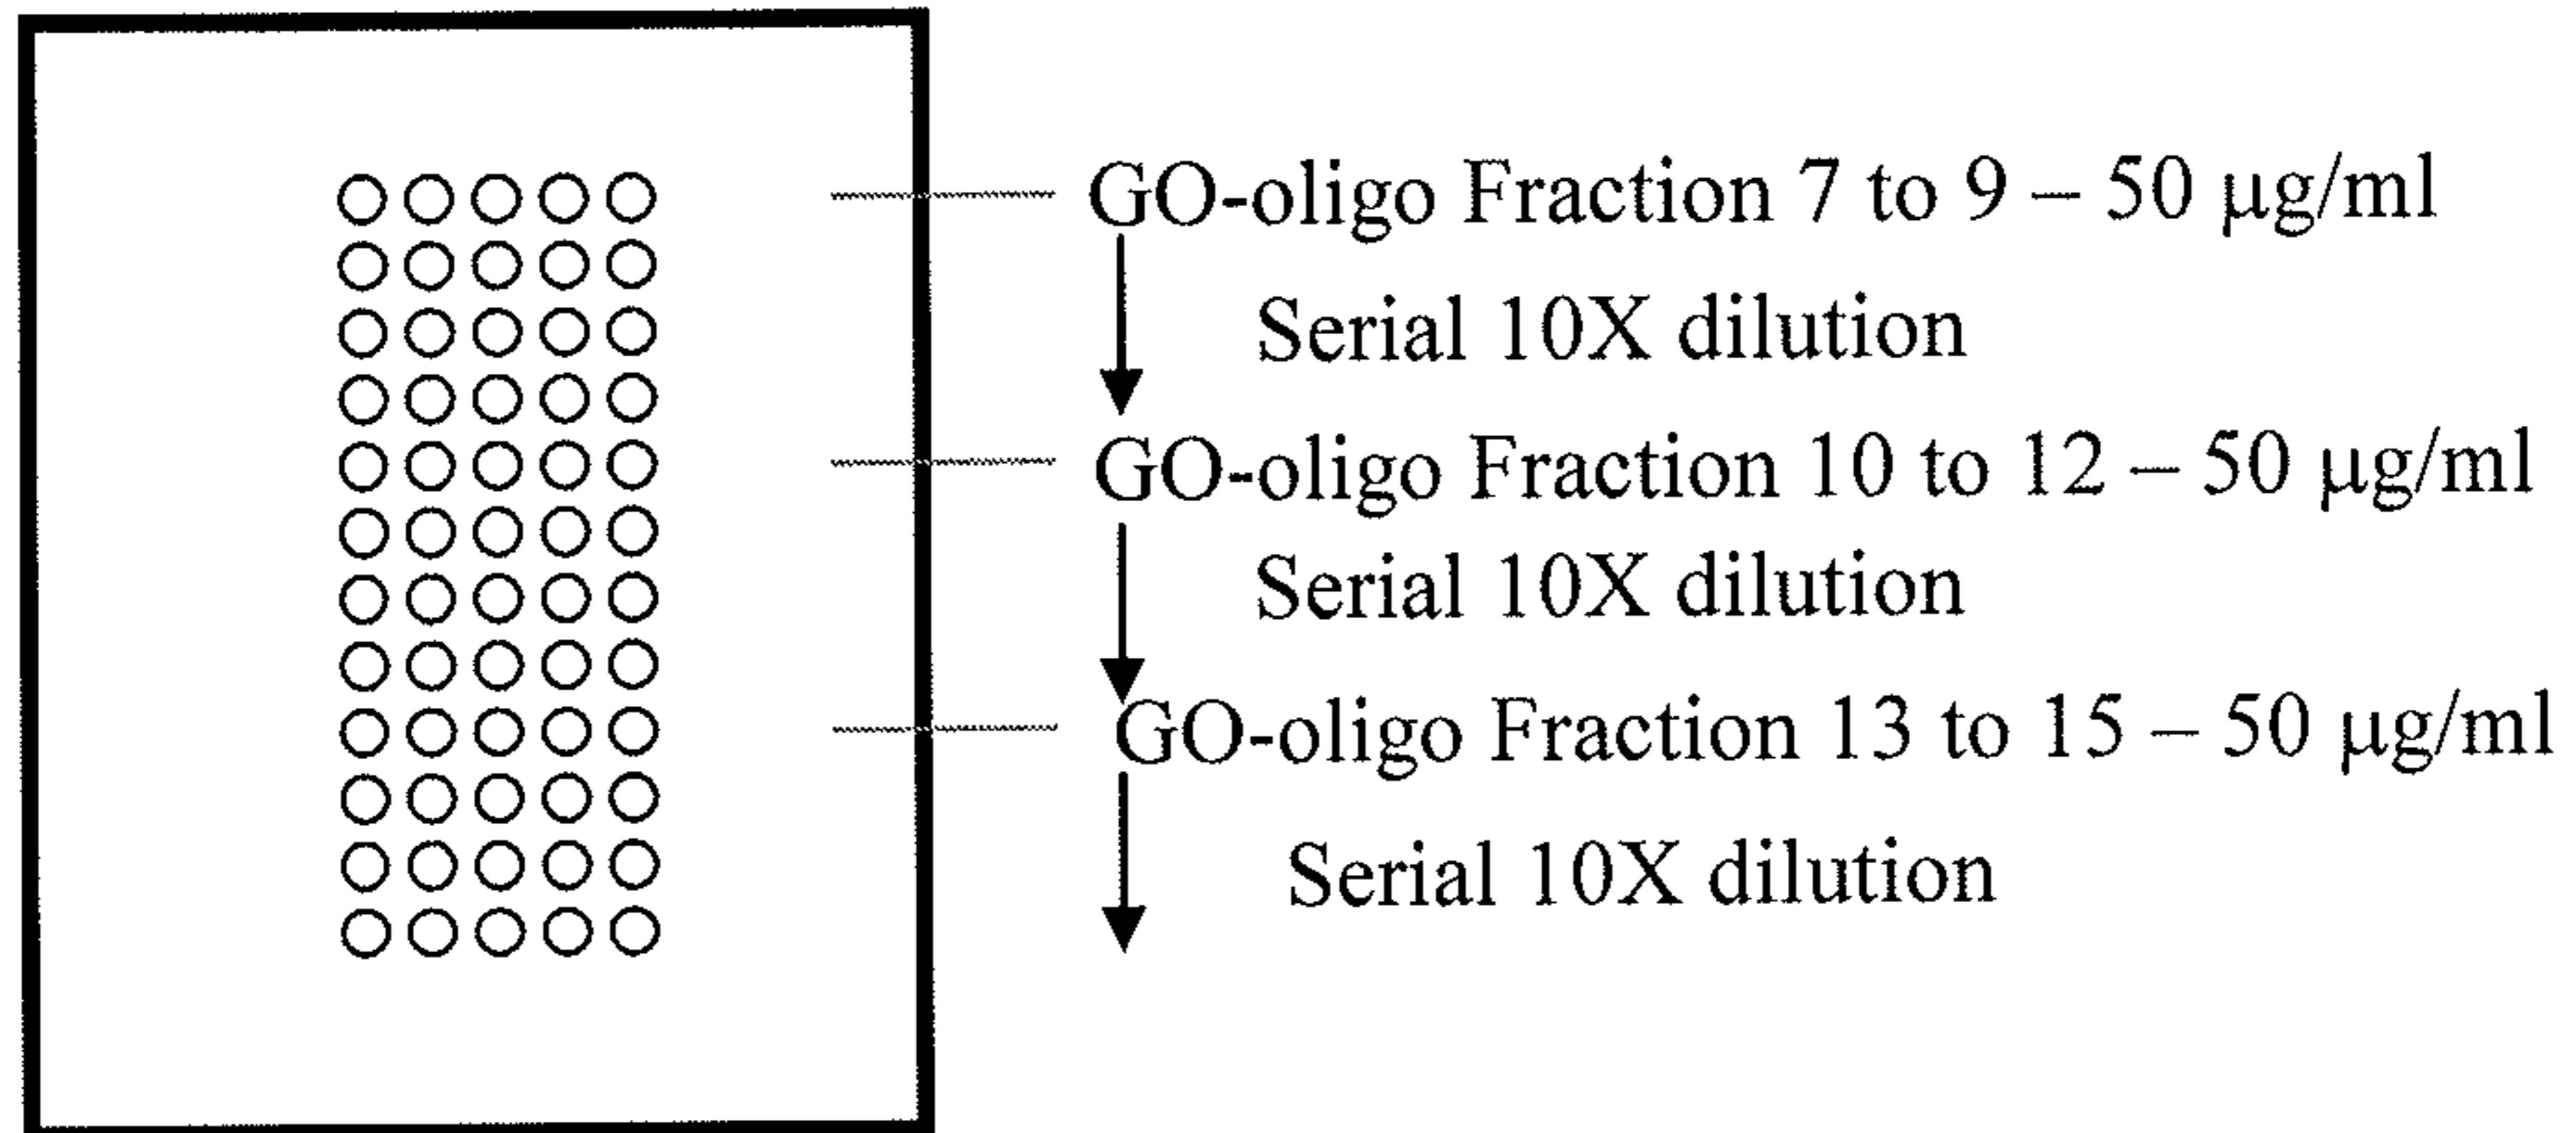 GO-oligo Fraction 7 to 9 – 50 μg/ml
Serial 10X dilution
GO-oligo Fraction 10 to 12 – 50 μg/ml
Serial 10X dilution
GO-oligo Fraction 13 to 15 – 50 μg/ml
Serial 10X dilution